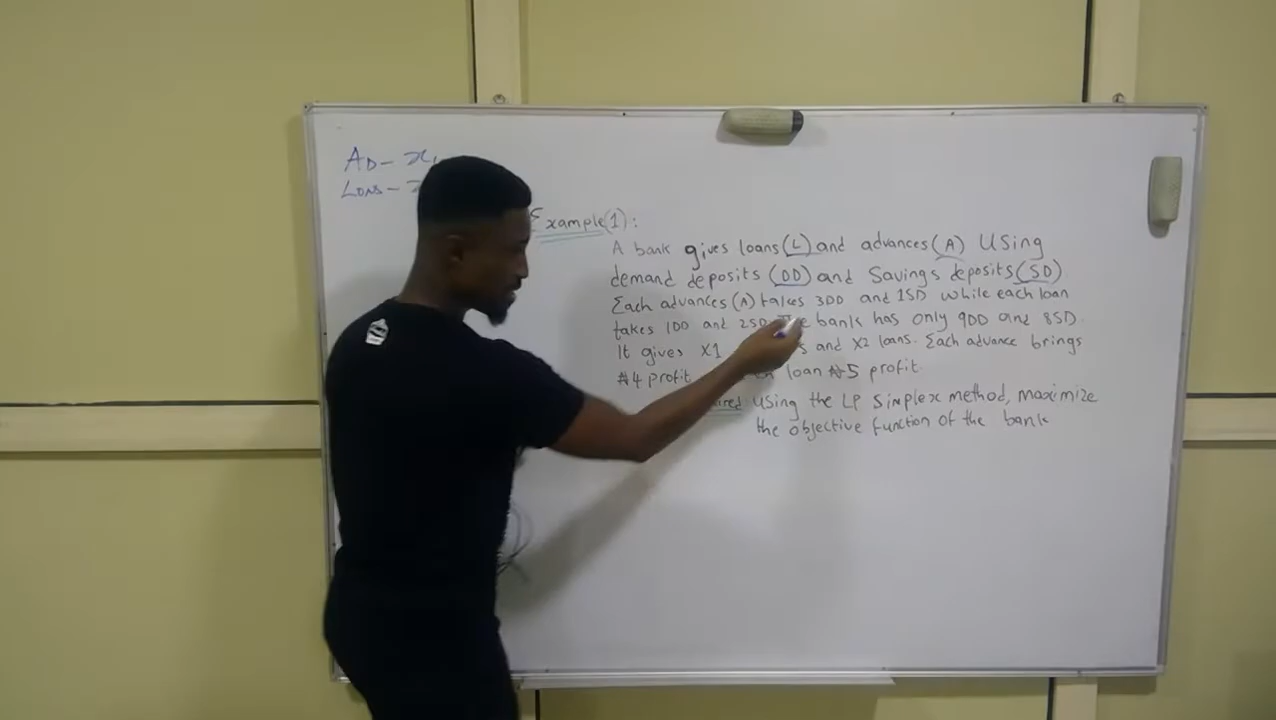 AD - x1
Loans -
Example(1):
A bank gives loans (L) and advances (A) Using
demand deposits (DD) and Savings deposits (SD).
Each advances (A) takes 3DD and 1SD while each loan
takes 1DD and 2SD. The bank has only 9DD and 8SD.
It gives X1 and X2 loans. Each advance brings
₦4 profit loan ₦5 profit.
Using the LP Simplex method, maximize
the objective function of the bank